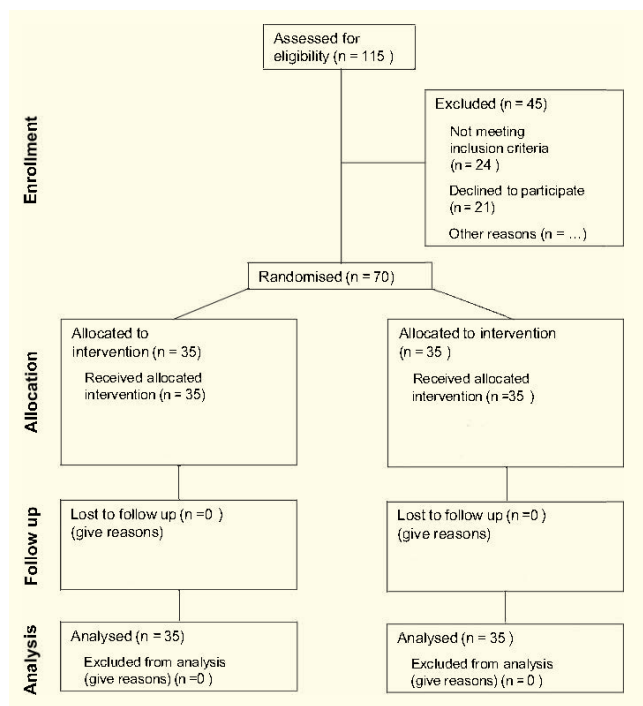 Assessed for
eligibility (n = 115 )
Enrollment
Excluded (n = 45)
Not meeting
inclusion criteria
(n = 24 )
Declined to participate
(n = 21)
Other reasons (n = ...)
Randomised (n = 70)
Allocation
Allocated to
intervention (n = 35)
Received allocated
intervention (n = 35)
Allocated to intervention
(n = 35 )
Received allocated
intervention (n =35 )
Follow up
Lost to follow up (n =0 )
(give reasons)
Lost to follow up (n =0 )
(give reasons)
Analysis
Analysed (n = 35)
Excluded from analysis
(give reasons) (n =0 )
Analysed (n = 35 )
Excluded from analysis
(give reasons) (n = 0 )